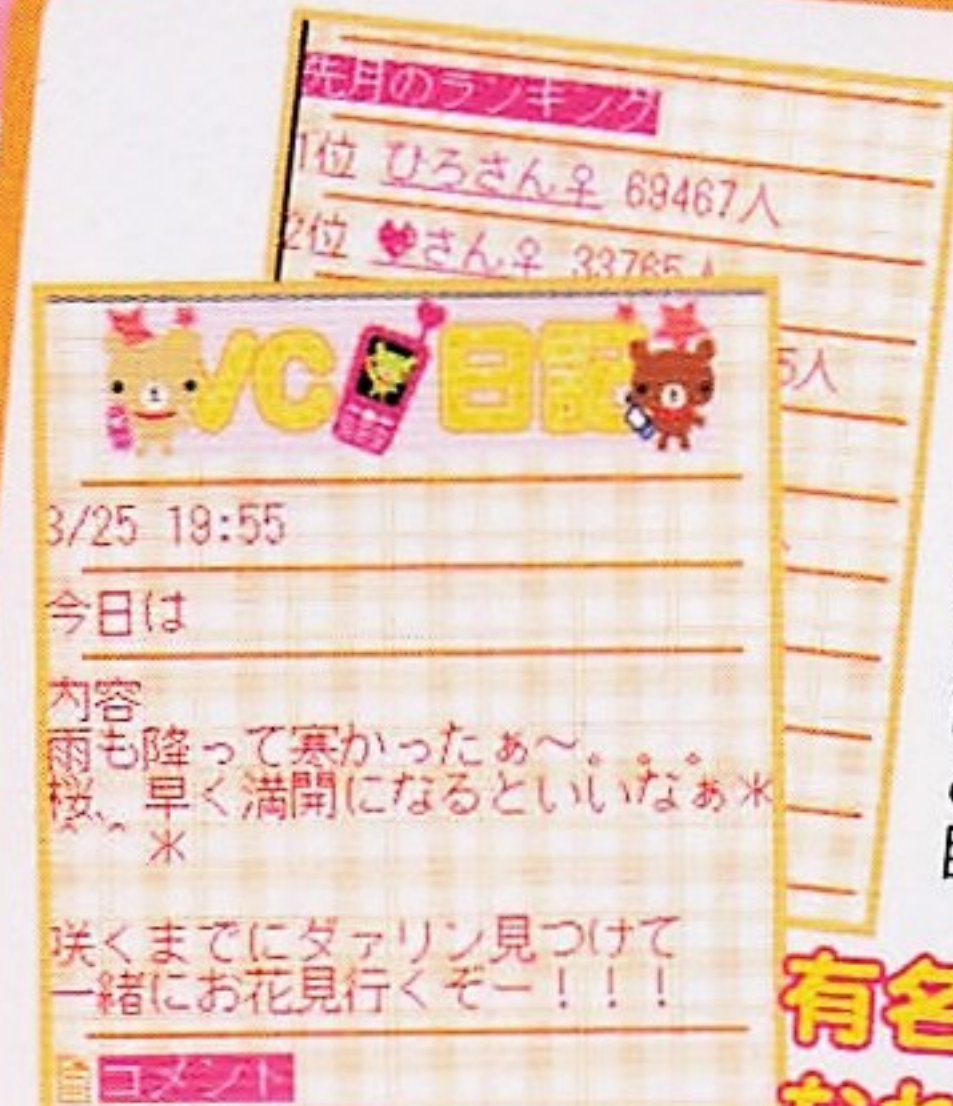 先月のランキング
1位 ひろさん♀ 69467人
2位 ♥さん♀ 33765人
5人
VC日記
3/25 19:55
今日は
内容
雨も降って寒かったぁ～。。。
桜、早く満開になるといいなぁ＊
^ ^ ＊
咲くまでにダァリン見つけて
一緒にお花見行くぞー！！！
コメント
有名